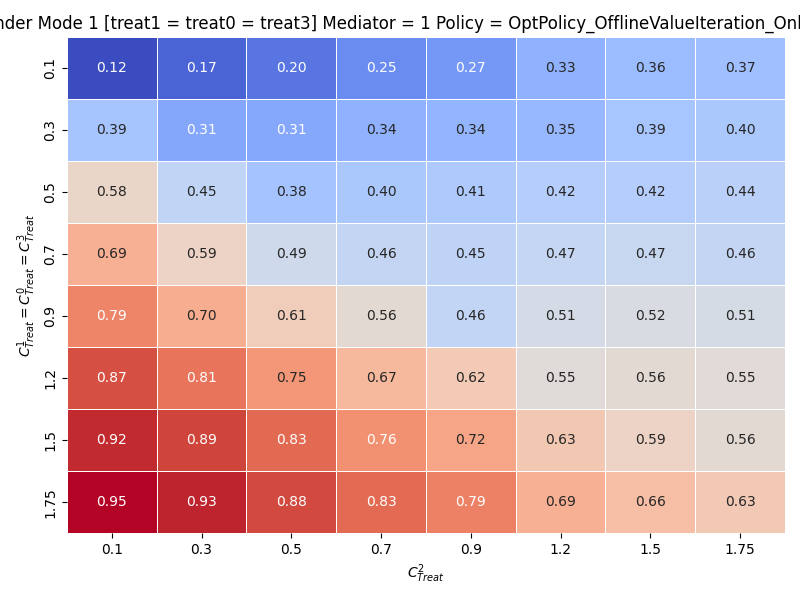 nder Mode 1 [treat1 = treat0 = treat3] Mediator = 1 Policy = OptPolicy_OfflineValueIteration_Onl
0.1 0.12 0.17 0.20 0.25 0.27 0.33 0.36 0.37
0.3 0.39 0.31 0.31 0.34 0.34 0.35 0.39 0.40
0.5 0.58 0.45 0.38 0.40 0.41 0.42 0.42 0.44
0.7 0.69 0.59 0.49 0.46 0.45 0.47 0.47 0.46
0.9 0.79 0.70 0.61 0.56 0.46 0.51 0.52 0.51
1.2 0.87 0.81 0.75 0.67 0.62 0.55 0.56 0.55
1.5 0.92 0.89 0.83 0.76 0.72 0.63 0.59 0.56
1.75 0.95 0.93 0.88 0.83 0.79 0.69 0.66 0.63
0.1 0.3 0.5 0.7 0.9 1.2 1.5 1.75
$C^1_{Treat} = C^0_{Treat} = C^3_{Treat}$
$C^2_{Treat}$